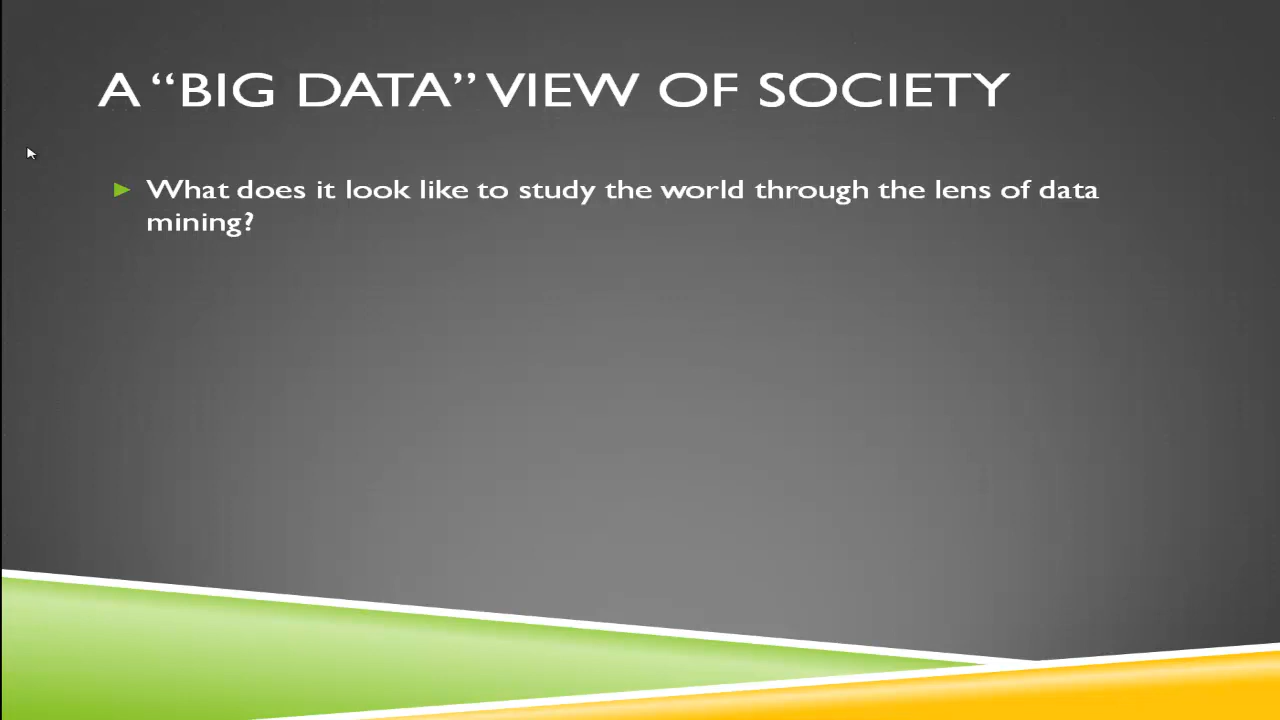 A “BIG DATA” VIEW OF SOCIETY
What does it look like to study the world through the lens of data
mining?